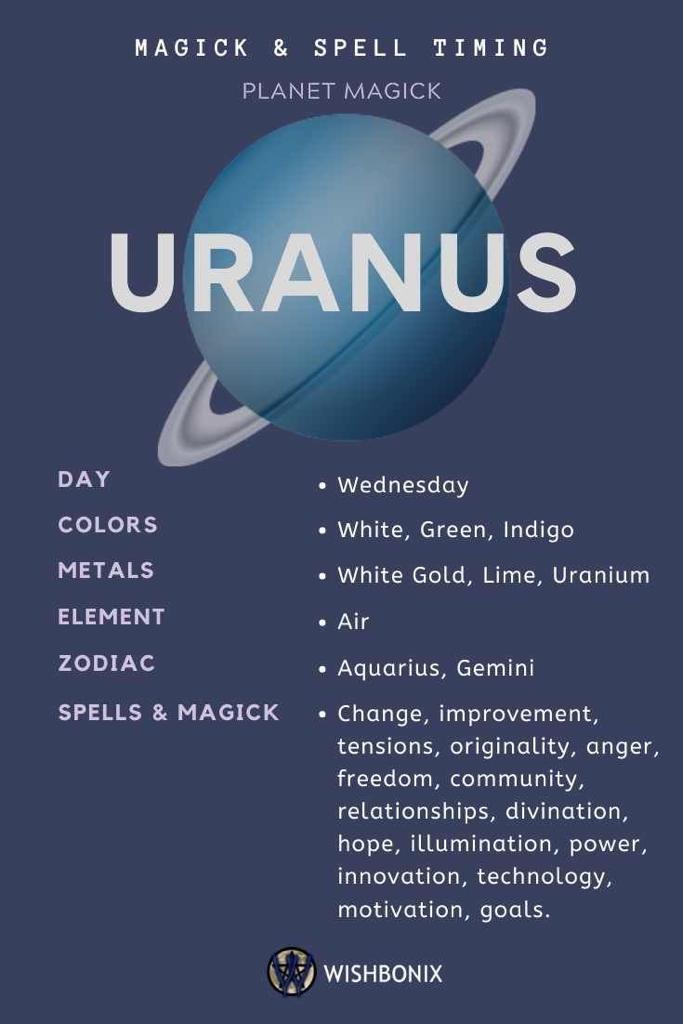 MAGICK & SPELL TIMING
PLANET MAGICK
URANUS
DAY
• Wednesday
COLORS
• White, Green, Indigo
METALS
• White Gold, Lime, Uranium
ELEMENT
• Air
ZODIAC
• Aquarius, Gemini
SPELLS & MAGICK
• Change, improvement,
tensions, originality, anger,
freedom, community,
relationships, divination,
hope, illumination, power,
innovation, technology,
motivation, goals.
WISHBONIX